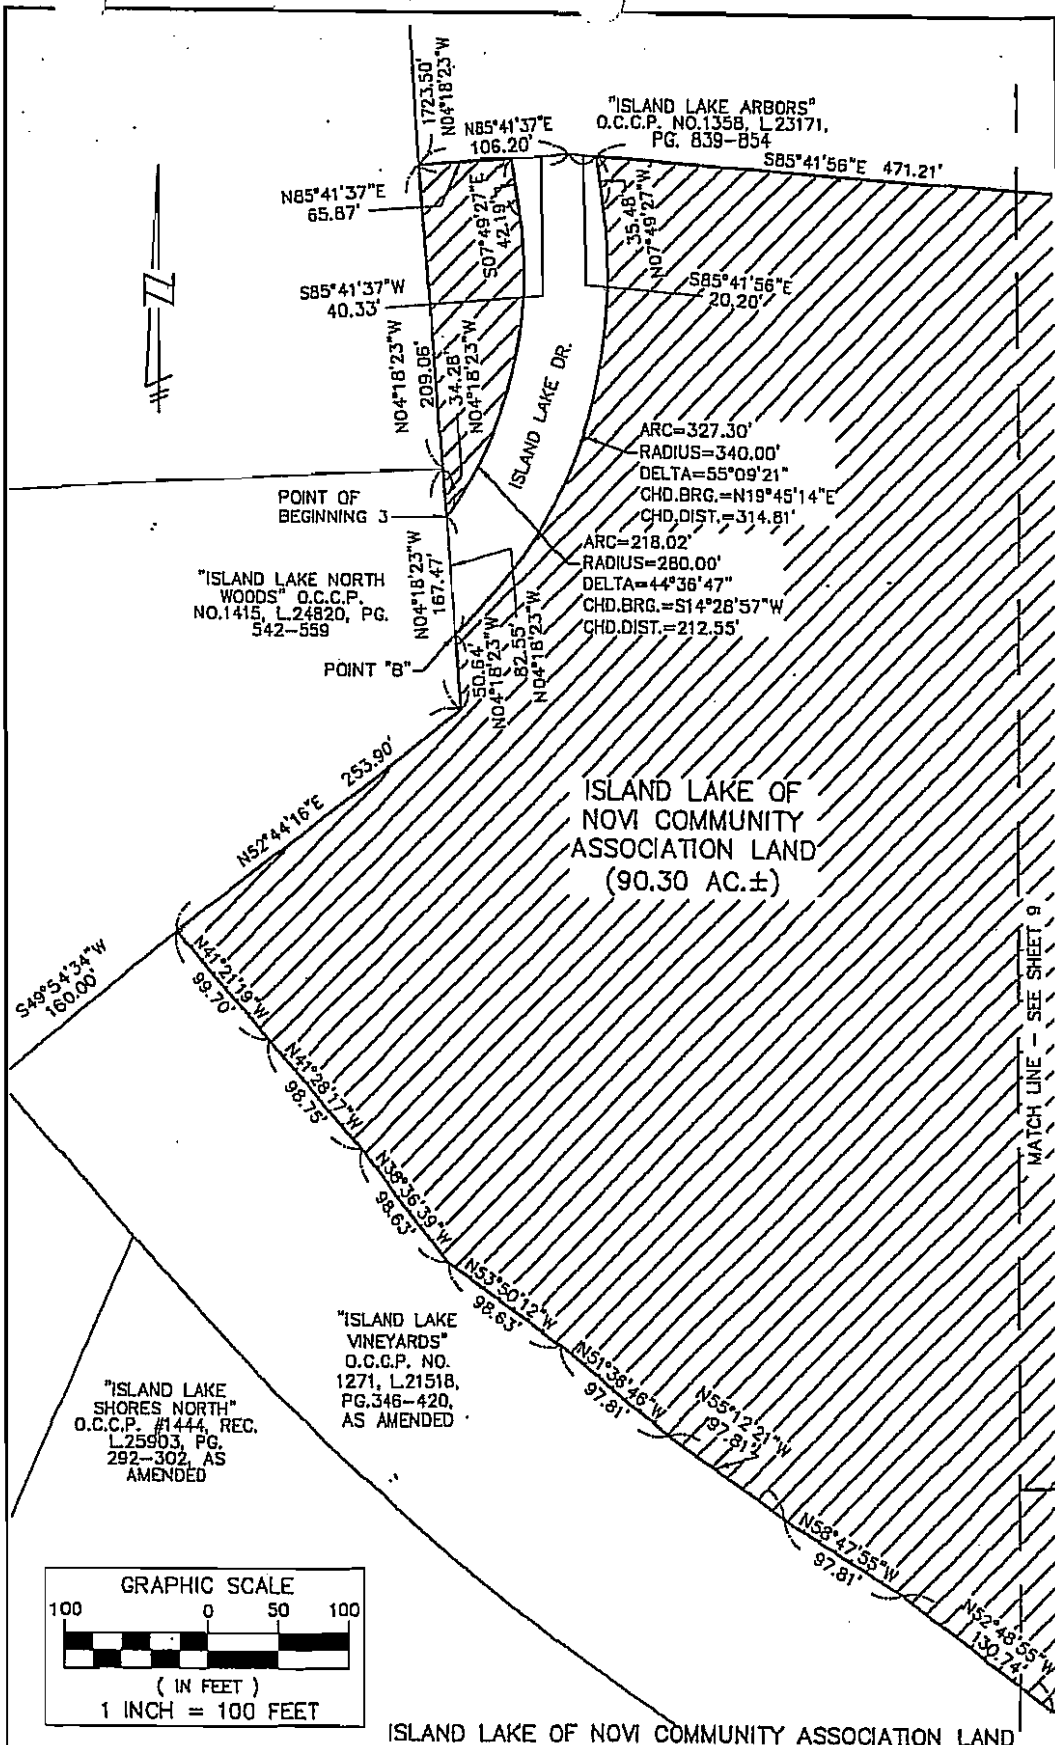 1723.50'
N04°18'23"W
N85°41'37"E
106.20'
"ISLAND LAKE ARBORS"
O.C.C.P. NO.1358, L.23171,
PG. 839-854
S85°41'56"E 471.21'
N85°41'37"E
65.87'
S07°49'27"E
42.19'
35.48'
N07°49'27"W
S85°41'37"W
40.33'
S85°41'56"E
20.20'
N04°18'23"W
209.06'
34.28'
N04°18'23"W
ISLAND LAKE DR.
ARC=327.30'
RADIUS=340.00'
DELTA=55°09'21"
CHD.BRG.=N19°45'14"E
CHD.DIST.=314.81'
POINT OF
BEGINNING 3
ARC=218.02'
RADIUS=280.00'
DELTA=44°36'47"
CHD.BRG.=S14°28'57"W
CHD.DIST.=212.55'
"ISLAND LAKE NORTH
WOODS" O.C.C.P.
NO.1415, L.24820, PG.
542-559
N04°18'23"W
167.47'
POINT "B"
50.64'
N04°18'23"W
82.55'
N04°18'23"W
N52°44'16"E 253.90'
ISLAND LAKE OF
NOVI COMMUNITY
ASSOCIATION LAND
(90.30 AC.±)
S49°54'34"W
160.00'
N41°21'19"W
99.70'
N41°28'17"W
98.75'
N38°36'39"W
98.63'
N53°50'12"W
98.63'
N51°38'46"W
97.81'
N55°12'21"W
97.81'
N58°47'55"W
97.81'
N52°48'55"W
130.74'
MATCH LINE - SEE SHEET 9
"ISLAND LAKE
VINEYARDS"
O.C.C.P. NO.
1271, L.21518,
PG.346-420,
AS AMENDED
"ISLAND LAKE
SHORES NORTH"
O.C.C.P. #1444, REC.
L.25903, PG.
292-302, AS
AMENDED
GRAPHIC SCALE
100 0 50 100
( IN FEET )
1 INCH = 100 FEET
ISLAND LAKE OF NOVI COMMUNITY ASSOCIATION LAND
Z